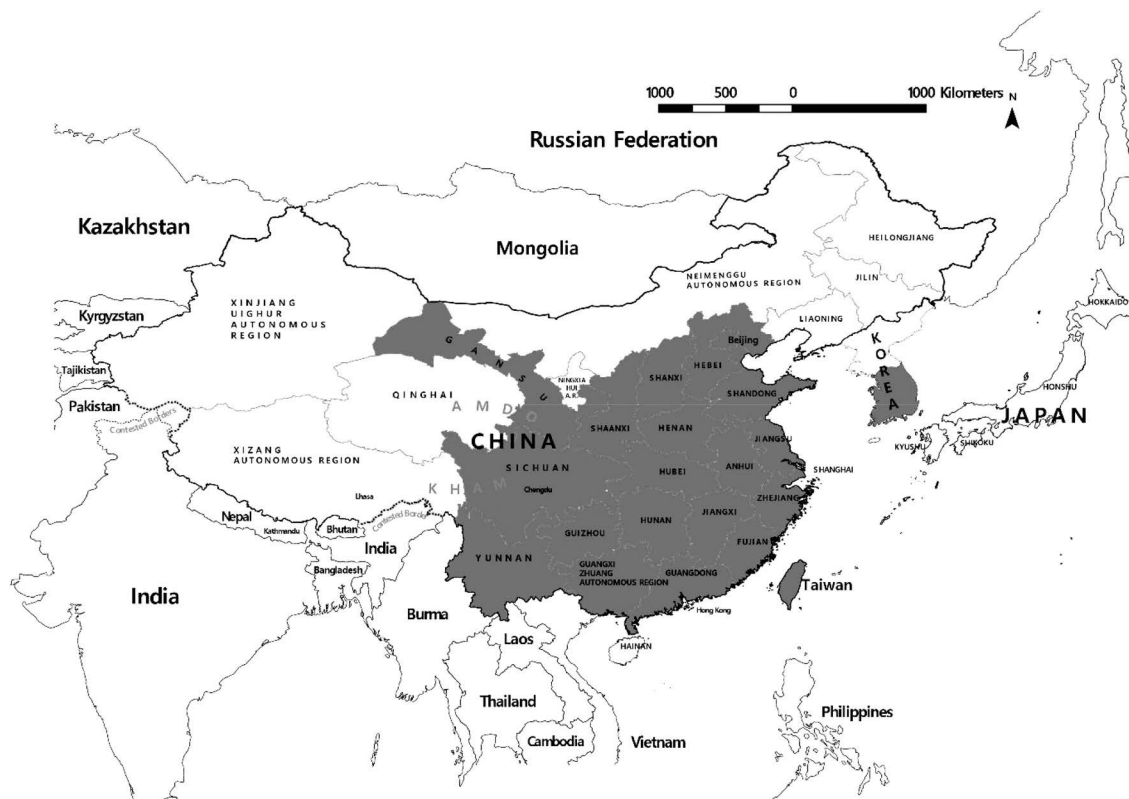 1000 500 0 1000 Kilometers
N
Russian Federation
Kazakhstan
Mongolia
HEILONGJIANG
NEIMENGGU
AUTONOMOUS REGION
JILIN
XINJIANG
UIGHUR
AUTONOMOUS
REGION
HOKKAIDO
Kyrgyzstan
LIAONING
GANSU
Beijing
KOREA
Tajikistan
HEBEI
SHANXI
NINGXIA
HUI
A.R.
HONSHU
QINGHAI
SHANDONG
Pakistan
AMDO
JAPAN
Contested Borders
SHAANXI
HENAN
CHINA
JIANGSU
KYUSHU
SHIKOKU
XIZANG
AUTONOMOUS REGION
SICHUAN
HUBEI
ANHUI
SHANGHAI
KHAM
Chengdu
Lhasa
ZHEJIANG
Nepal
Contested Border
JIANGXI
HUNAN
Kathmandu
Bhutan
GUIZHOU
FUJIAN
India
YUNNAN
GUANGXI
ZHUANG
AUTONOMOUS REGION
GUANGDONG
Bangladesh
Taiwan
India
Hong Kong
Burma
Laos
HAINAN
Thailand
Philippines
Cambodia
Vietnam